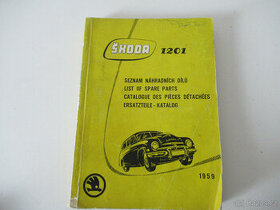 ŠKODA 1201
SEZNAM NÁHRADNÍCH DÍLŮ
LIST OF SPARE PARTS
CATALOGUE DES PIÈCES DÉTACHÉES
ERSATZTEILE - KATALOG
1959